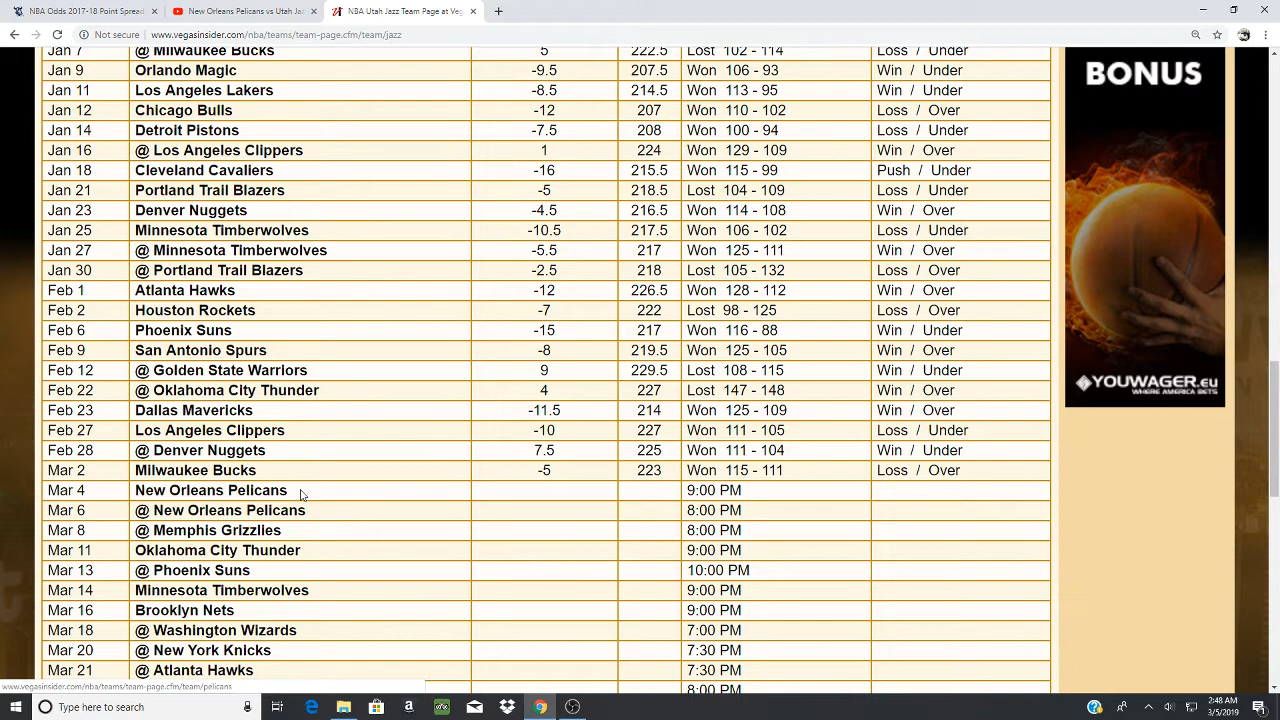 NBA Odds 2017-18 Point Spread
New Orleans Pelicans vs Utah Jaz
NBA Utah Jazz Team Page at Veg
Not secure www.vegasinsider.com/nba/teams/team-page.cfm/team/jazz
Jan 7 @ Milwaukee Bucks 5 222.5 Lost 102 - 114 Loss / Under
Jan 9 Orlando Magic -9.5 207.5 Won 106 - 93 Win / Under
Jan 11 Los Angeles Lakers -8.5 214.5 Won 113 - 95 Win / Under
Jan 12 Chicago Bulls -12 207 Won 110 - 102 Loss / Over
Jan 14 Detroit Pistons -7.5 208 Won 100 - 94 Loss / Under
Jan 16 @ Los Angeles Clippers 1 224 Won 129 - 109 Win / Over
Jan 18 Cleveland Cavaliers -16 215.5 Won 115 - 99 Push / Under
Jan 21 Portland Trail Blazers -5 218.5 Lost 104 - 109 Loss / Under
Jan 23 Denver Nuggets -4.5 216.5 Won 114 - 108 Win / Over
Jan 25 Minnesota Timberwolves -10.5 217.5 Won 106 - 102 Loss / Under
Jan 27 @ Minnesota Timberwolves -5.5 217 Won 125 - 111 Win / Over
Jan 30 @ Portland Trail Blazers -2.5 218 Lost 105 - 132 Loss / Over
Feb 1 Atlanta Hawks -12 226.5 Won 128 - 112 Win / Over
Feb 2 Houston Rockets -7 222 Lost 98 - 125 Loss / Over
Feb 6 Phoenix Suns -15 217 Won 116 - 88 Win / Under
Feb 9 San Antonio Spurs -8 219.5 Won 125 - 105 Win / Over
Feb 12 @ Golden State Warriors 9 229.5 Lost 108 - 115 Win / Under
Feb 22 @ Oklahoma City Thunder 4 227 Lost 147 - 148 Win / Over
Feb 23 Dallas Mavericks -11.5 214 Won 125 - 109 Win / Over
Feb 27 Los Angeles Clippers -10 227 Won 111 - 105 Loss / Under
Feb 28 @ Denver Nuggets 7.5 225 Won 111 - 104 Win / Under
Mar 2 Milwaukee Bucks -5 223 Won 115 - 111 Loss / Over
Mar 4 New Orleans Pelicans 9:00 PM
Mar 6 @ New Orleans Pelicans 8:00 PM
Mar 8 @ Memphis Grizzlies 8:00 PM
Mar 11 Oklahoma City Thunder 9:00 PM
Mar 13 @ Phoenix Suns 10:00 PM
Mar 14 Minnesota Timberwolves 9:00 PM
Mar 16 Brooklyn Nets 9:00 PM
Mar 18 @ Washington Wizards 7:00 PM
Mar 20 @ New York Knicks 7:30 PM
Mar 21 @ Atlanta Hawks 7:30 PM
8:00 PM
BONUS
YOUWAGER.eu
WHERE AMERICA BETS
www.vegasinsider.com/nba/teams/team-page.cfm/team/pelicans
Type here to search
2:48 AM
3/5/2019